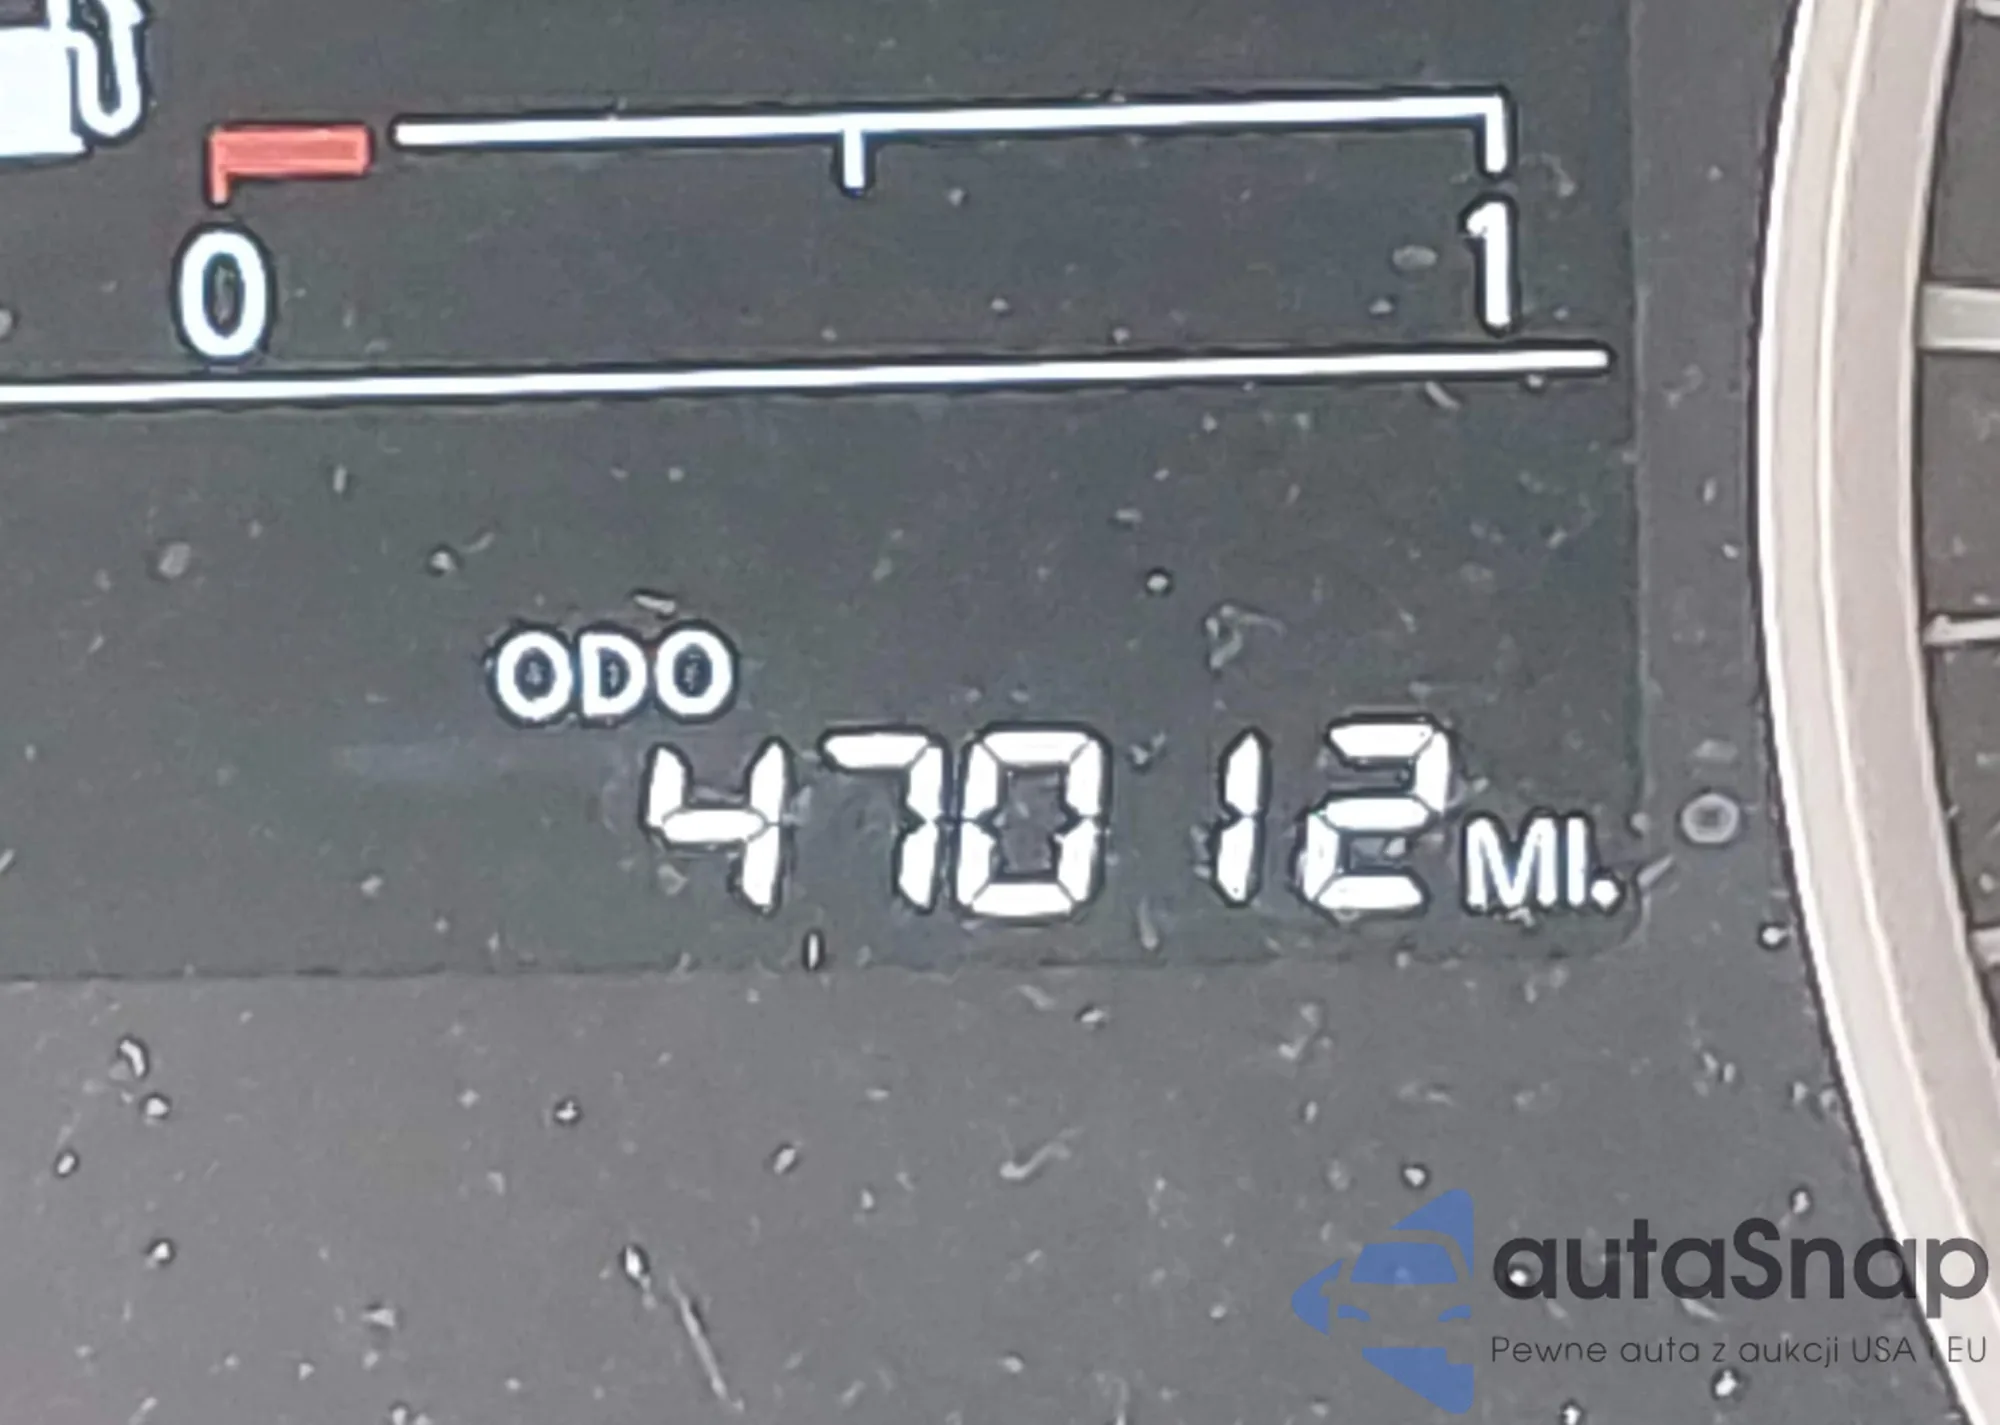 0 1
ODO
47012 MI.
autaSnap
Pewne auta z aukcji USA i EU